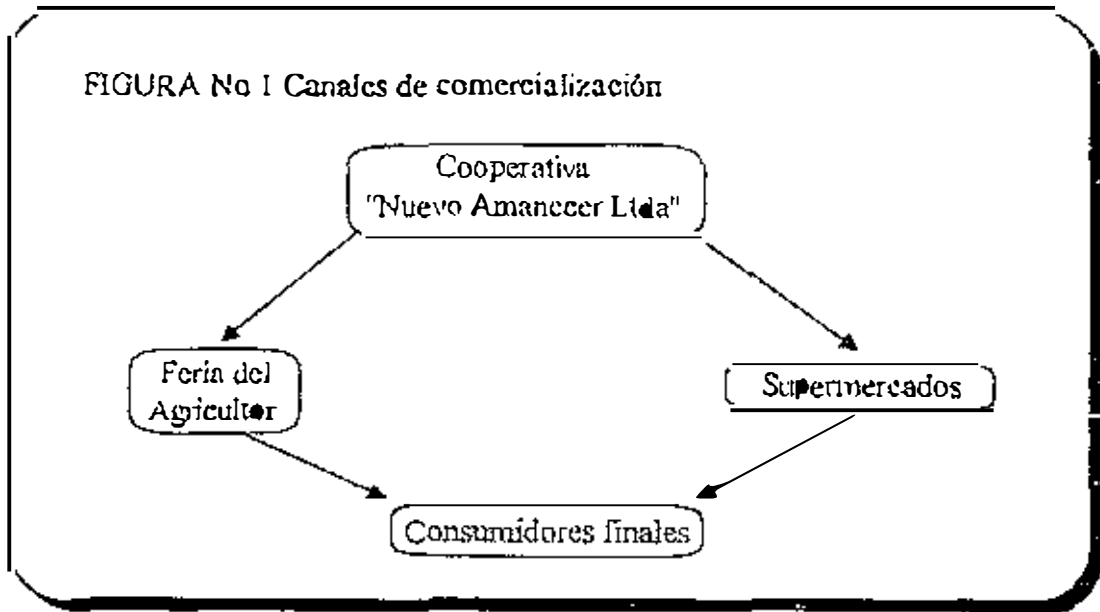 FIGURA No 1 Canales de comercialización
Cooperativa
"Nuevo Amanecer Ltda"
Feria del
Agricultor
Supermercados
Consumidores finales